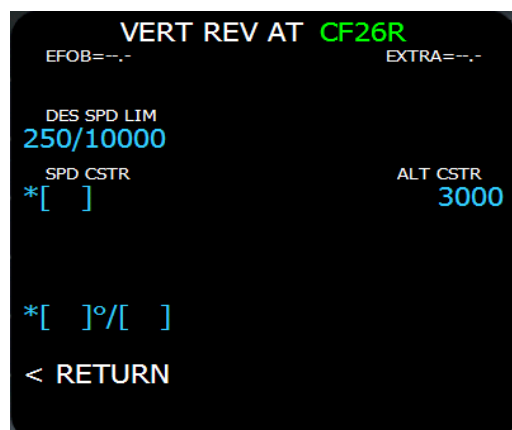 VERT REV AT CF26R
EFOB=--.- EXTRA=--.-
DES SPD LIM
250/10000
SPD CSTR ALT CSTR
*[ ] 3000
*[ ]°/[ ]
< RETURN